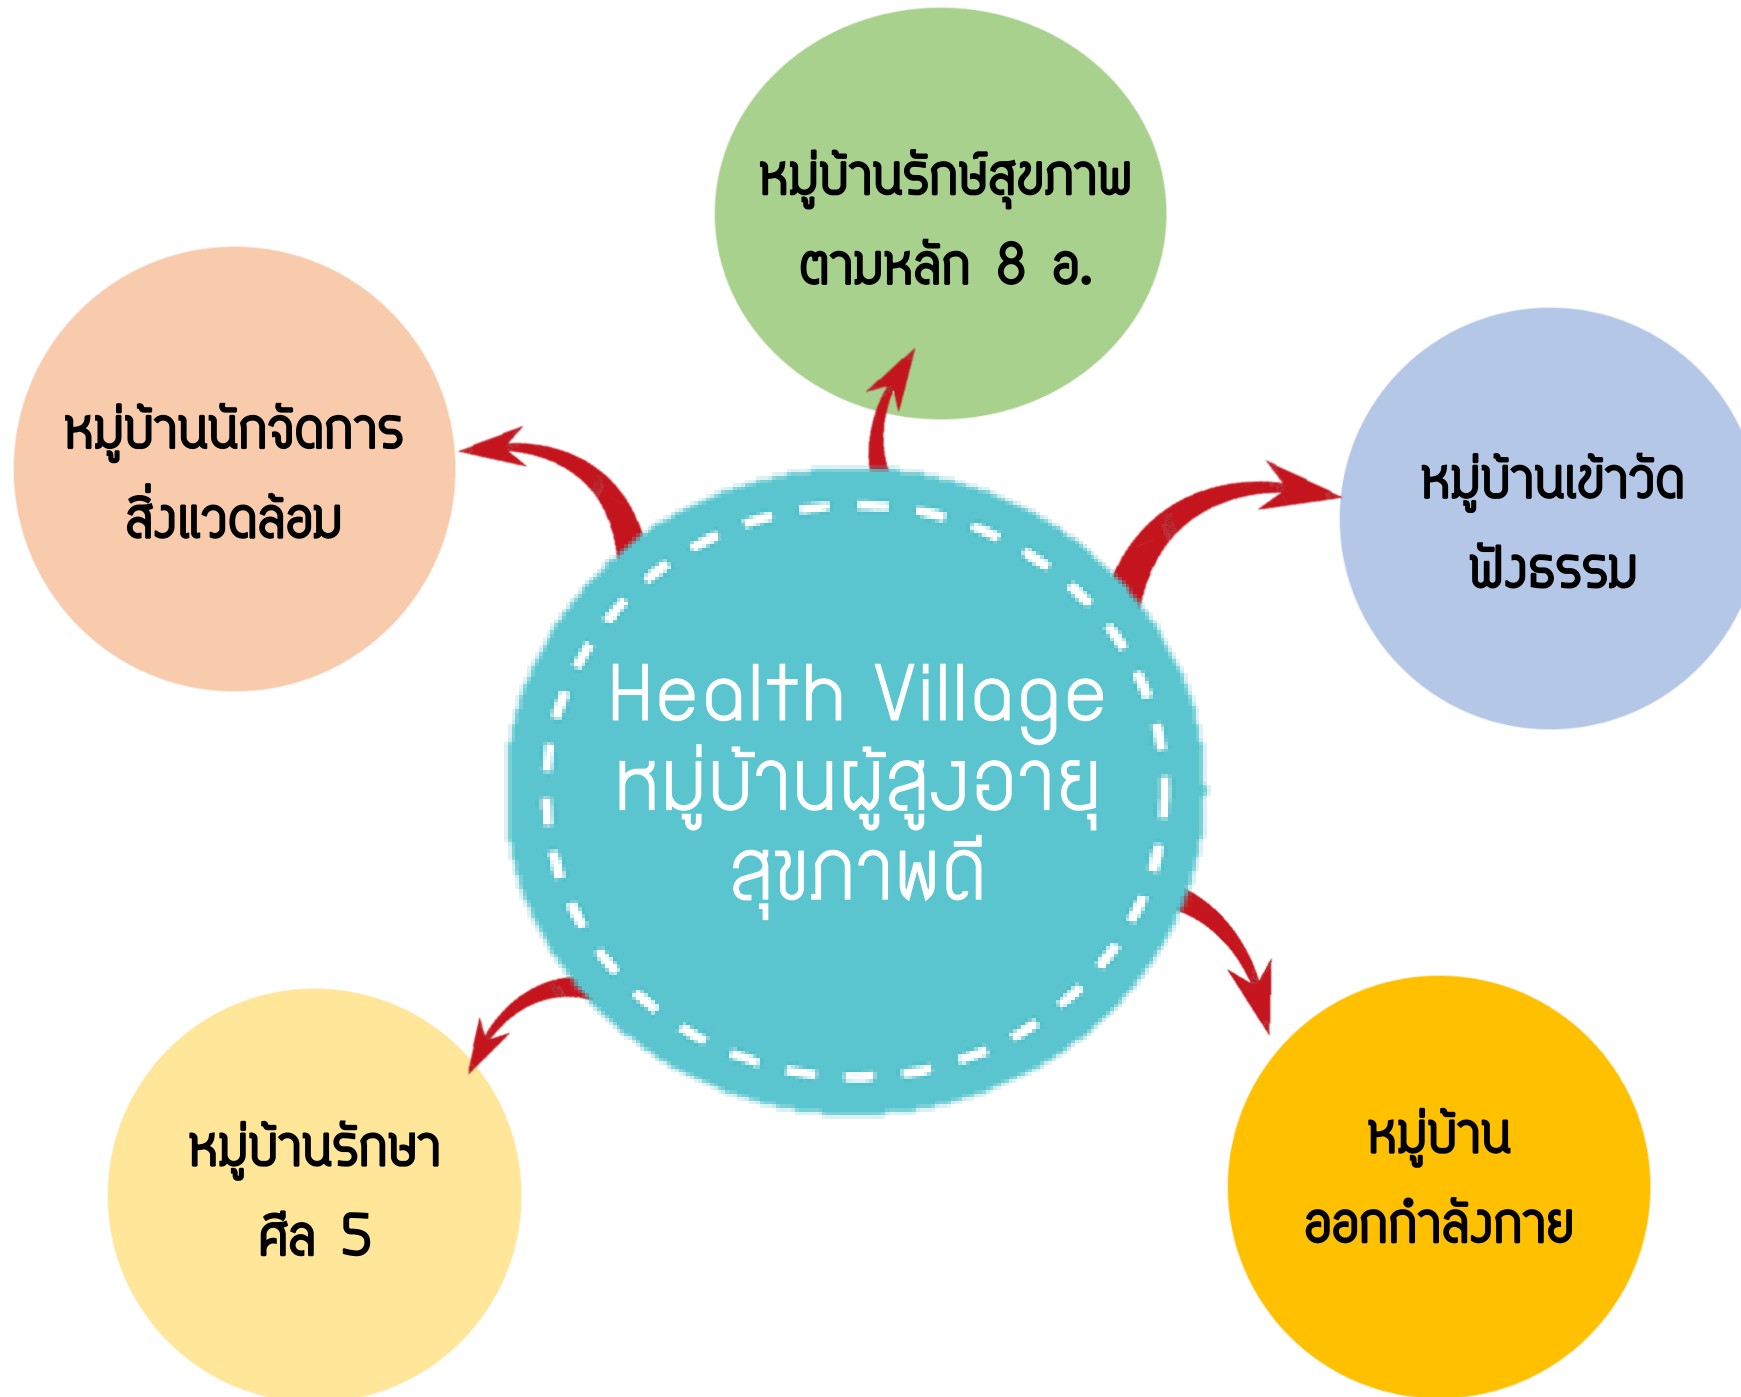 หมู่บ้านรักษ์สุขภาพ
ตามหลัก 8 อ.
หมู่บ้านนักจัดการ
สิ่งแวดล้อม
หมู่บ้านเข้าวัด
ฟังธรรม
Health Village
หมู่บ้านผู้สูงอายุ
สุขภาพดี
หมู่บ้านรักษา
ศีล 5
หมู่บ้าน
ออกกำลังกาย